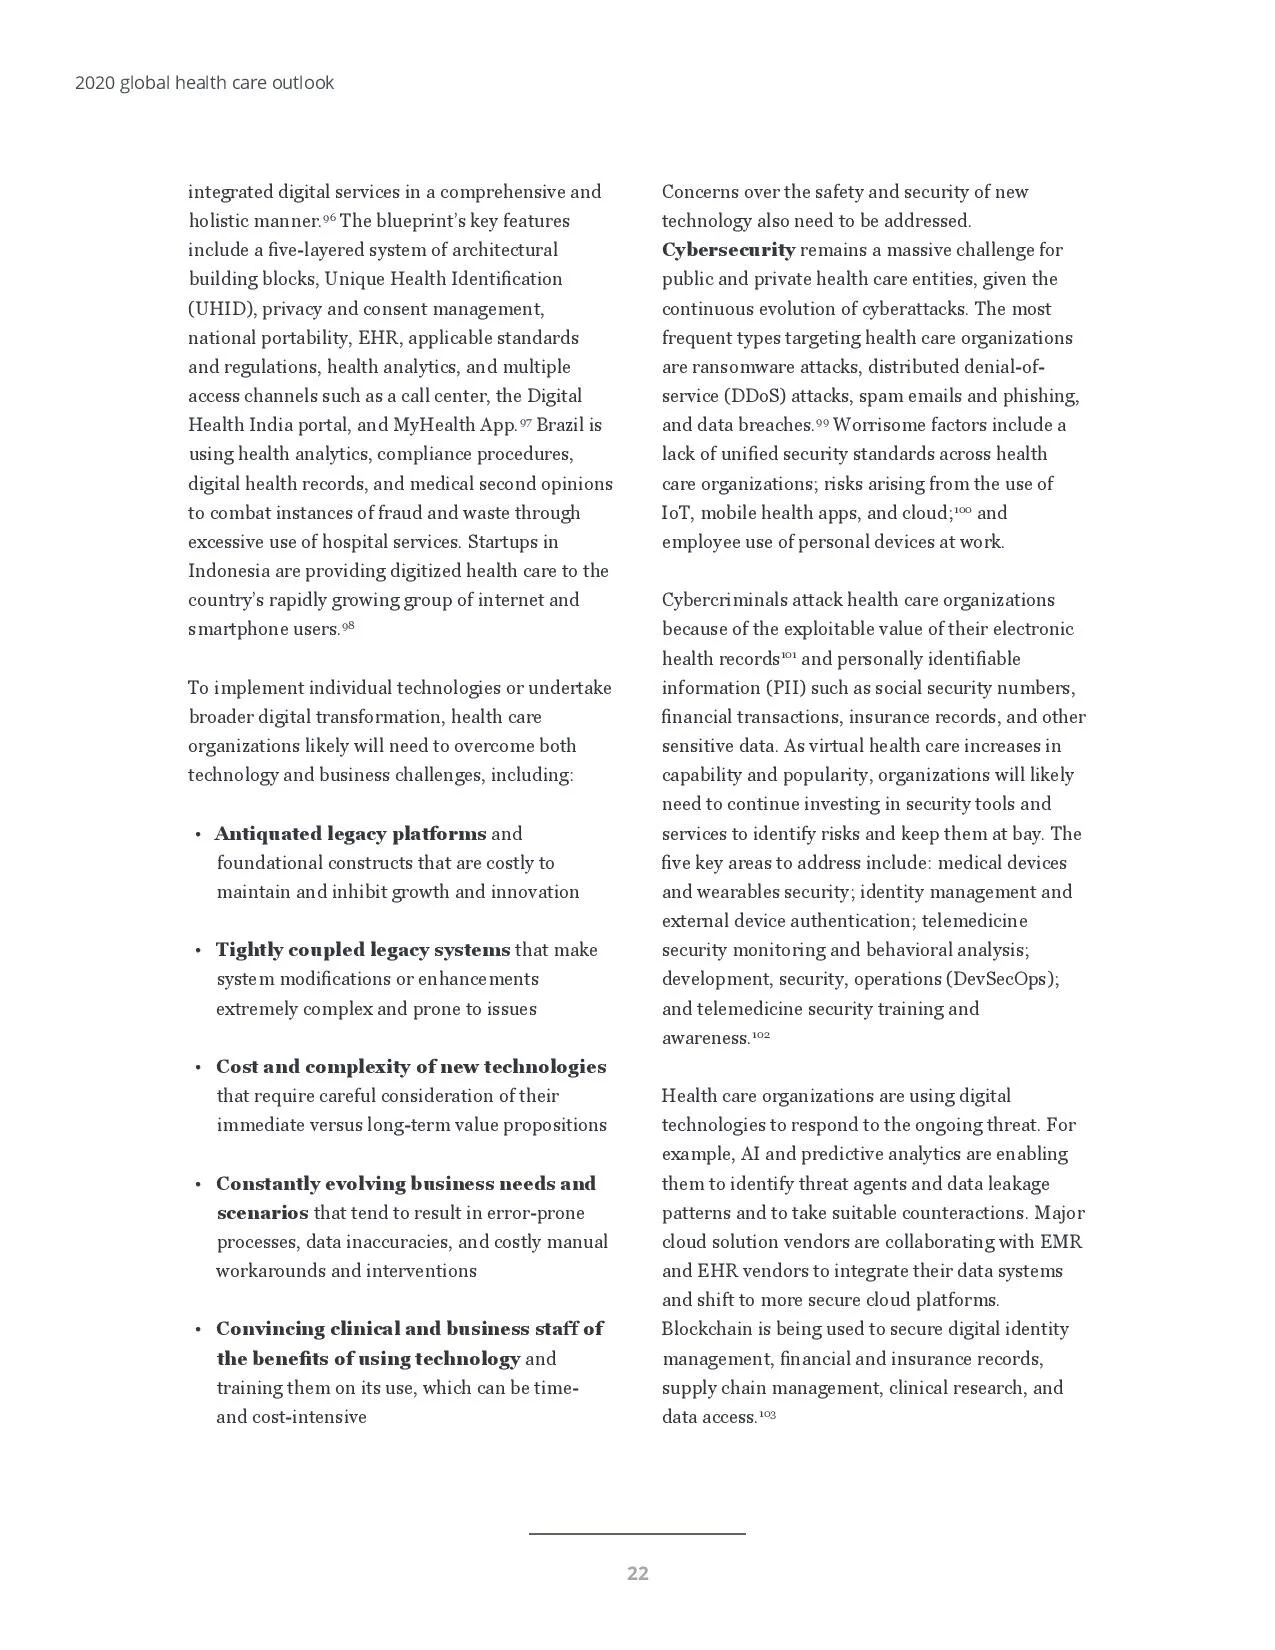 2020 global health care outlook
integrated digital services in a comprehensive and
holistic manner.96 The blueprint’s key features
include a five-layered system of architectural
building blocks, Unique Health Identification
(UHID), privacy and consent management,
national portability, EHR, applicable standards
and regulations, health analytics, and multiple
access channels such as a call center, the Digital
Health India portal, and MyHealth App.97 Brazil is
using health analytics, compliance procedures,
digital health records, and medical second opinions
to combat instances of fraud and waste through
excessive use of hospital services. Startups in
Indonesia are providing digitized health care to the
country’s rapidly growing group of internet and
smartphone users.98
To implement individual technologies or undertake
broader digital transformation, health care
organizations likely will need to overcome both
technology and business challenges, including:
• Antiquated legacy platforms and
foundational constructs that are costly to
maintain and inhibit growth and innovation
• Tightly coupled legacy systems that make
system modifications or enhancements
extremely complex and prone to issues
• Cost and complexity of new technologies
that require careful consideration of their
immediate versus long-term value propositions
• Constantly evolving business needs and
scenarios that tend to result in error-prone
processes, data inaccuracies, and costly manual
workarounds and interventions
• Convincing clinical and business staff of
the benefits of using technology and
training them on its use, which can be time-
and cost-intensive
Concerns over the safety and security of new
technology also need to be addressed.
Cybersecurity remains a massive challenge for
public and private health care entities, given the
continuous evolution of cyberattacks. The most
frequent types targeting health care organizations
are ransomware attacks, distributed denial-of-
service (DDoS) attacks, spam emails and phishing,
and data breaches.99 Worrisome factors include a
lack of unified security standards across health
care organizations; risks arising from the use of
IoT, mobile health apps, and cloud;100 and
employee use of personal devices at work.
Cybercriminals attack health care organizations
because of the exploitable value of their electronic
health records101 and personally identifiable
information (PII) such as social security numbers,
financial transactions, insurance records, and other
sensitive data. As virtual health care increases in
capability and popularity, organizations will likely
need to continue investing in security tools and
services to identify risks and keep them at bay. The
five key areas to address include: medical devices
and wearables security; identity management and
external device authentication; telemedicine
security monitoring and behavioral analysis;
development, security, operations (DevSecOps);
and telemedicine security training and
awareness.102
Health care organizations are using digital
technologies to respond to the ongoing threat. For
example, AI and predictive analytics are enabling
them to identify threat agents and data leakage
patterns and to take suitable counteractions. Major
cloud solution vendors are collaborating with EMR
and EHR vendors to integrate their data systems
and shift to more secure cloud platforms.
Blockchain is being used to secure digital identity
management, financial and insurance records,
supply chain management, clinical research, and
data access.103
22